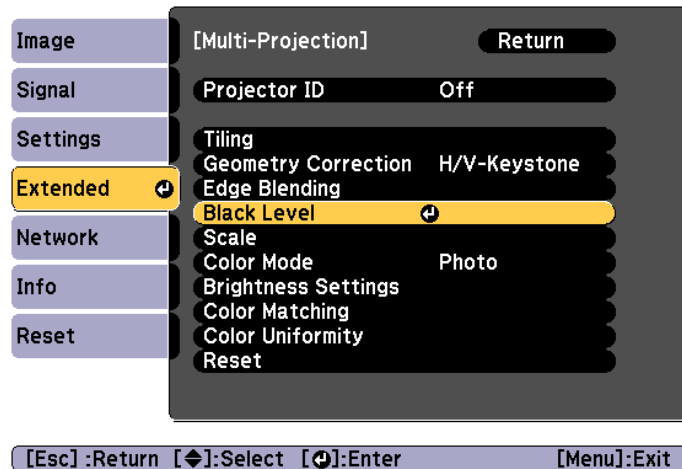 Image
Signal
Settings
Extended
Network
Info
Reset
[Multi-Projection] Return
Projector ID Off
Tiling
Geometry Correction H/V-Keystone
Edge Blending
Black Level
Scale
Color Mode Photo
Brightness Settings
Color Matching
Color Uniformity
Reset
[Esc] :Return [◆]:Select [⏎]:Enter [Menu]:Exit